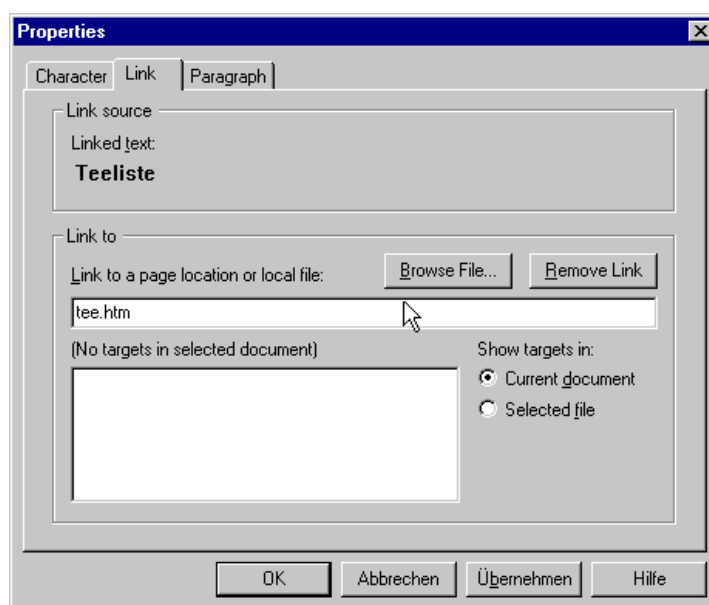 Properties
Character Link Paragraph
Link source
Linked text:
Teeliste
Link to
Link to a page location or local file:
Browse File...
Remove Link
tee.htm
(No targets in selected document)
Show targets in:
Current document
Selected file
OK Abbrechen Übernehmen Hilfe